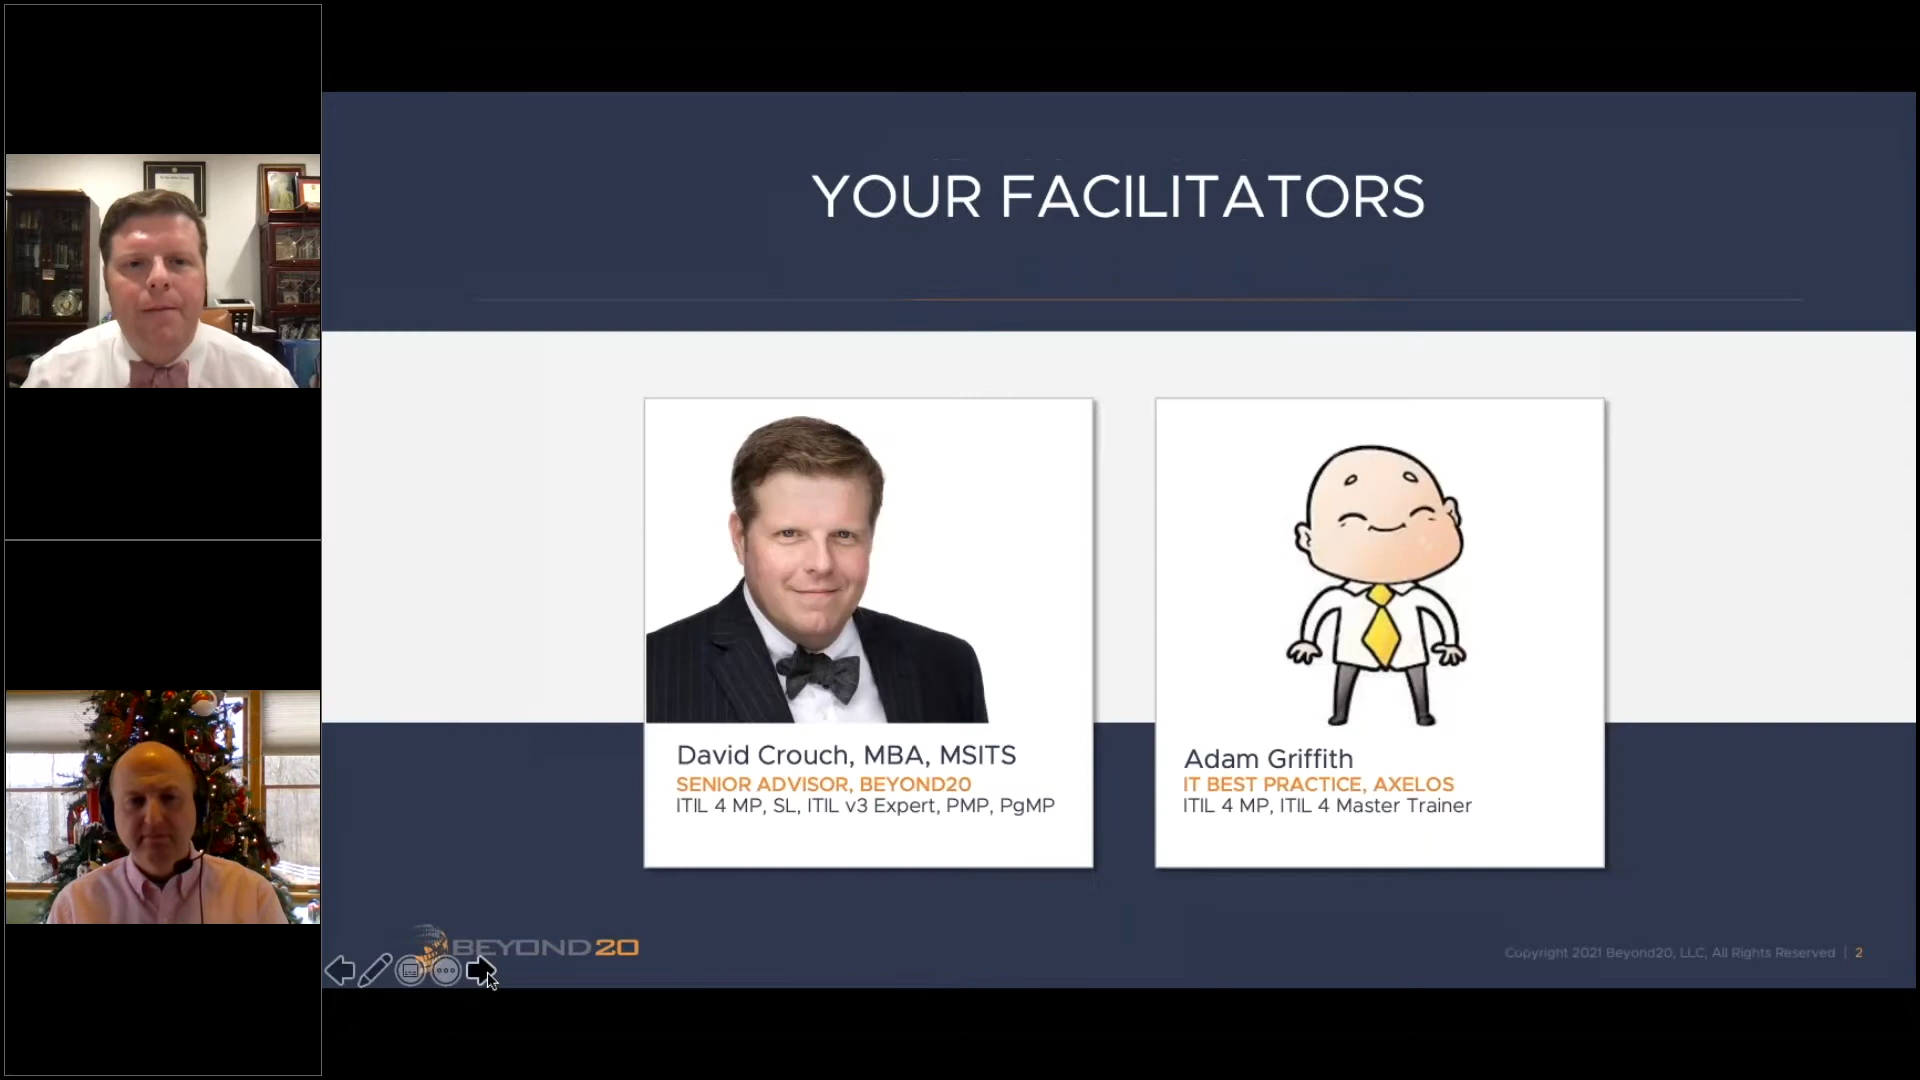 YOUR FACILITATORS
David Crouch, MBA, MSITS
SENIOR ADVISOR, BEYOND20
ITIL 4 MP, SL, ITIL v3 Expert, PMP, PgMP
Adam Griffith
IT BEST PRACTICE, AXELOS
ITIL 4 MP, ITIL 4 Master Trainer
BEYOND20
Copyright 2021 Beyond20, LLC, All Rights Reserved | 2